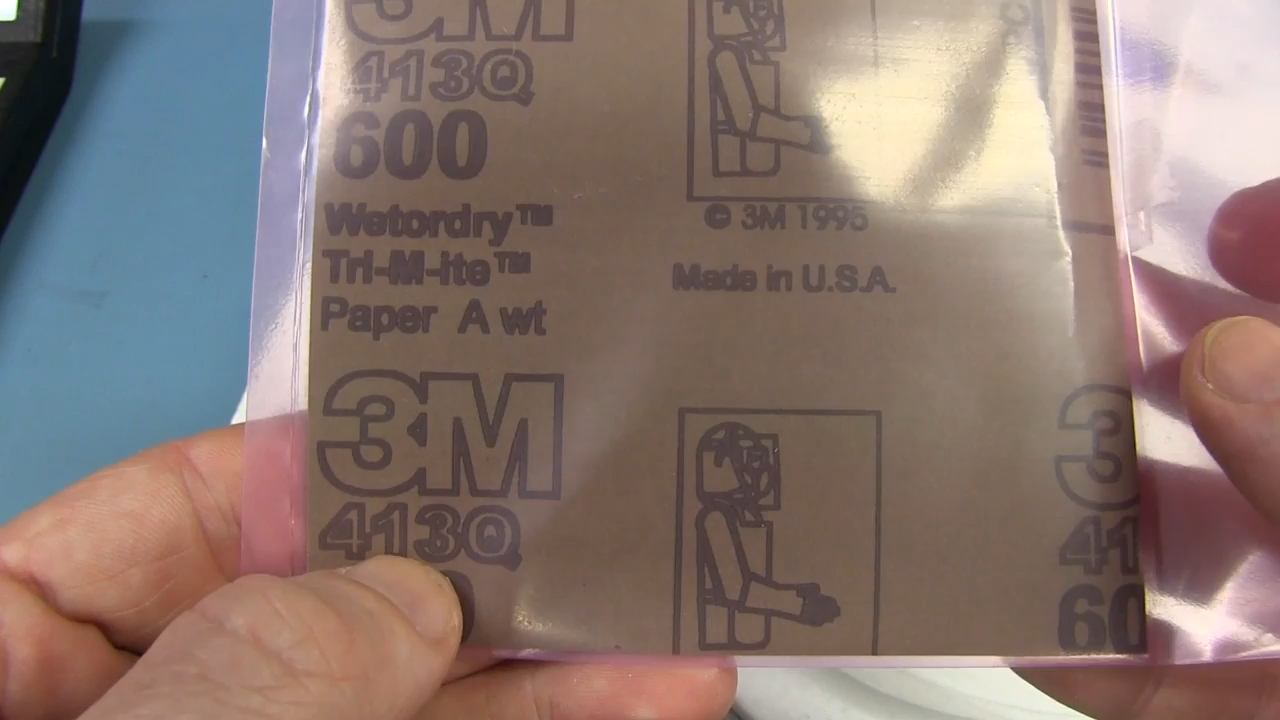 3M
413Q
600
Wetordry™
Tri-M-ite™
Paper A wt
© 3M 1995
Made in U.S.A.
3M
413Q
3
41
60